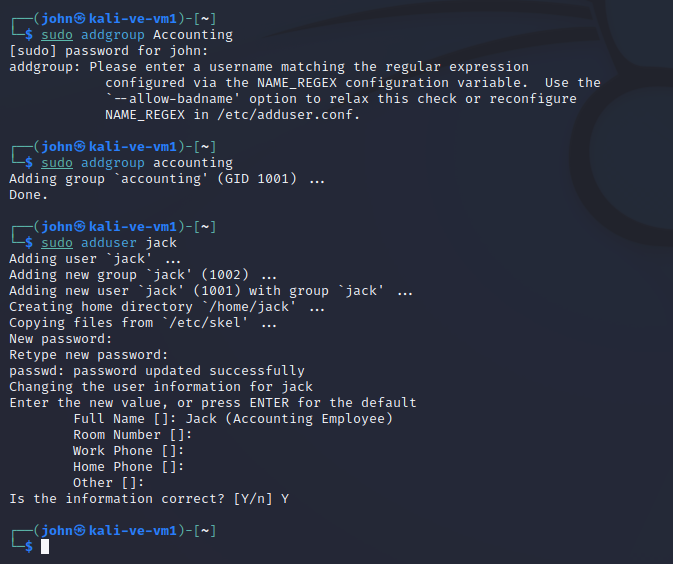 ┌──(john㉿kali-ve-vm1)-[~]
└─$ sudo addgroup Accounting
[sudo] password for john:
addgroup: Please enter a username matching the regular expression
            configured via the NAME_REGEX configuration variable.  Use the
            `--allow-badname' option to relax this check or reconfigure
            NAME_REGEX in /etc/adduser.conf.

┌──(john㉿kali-ve-vm1)-[~]
└─$ sudo addgroup accounting
Adding group `accounting' (GID 1001) ...
Done.

┌──(john㉿kali-ve-vm1)-[~]
└─$ sudo adduser jack
Adding user `jack' ...
Adding new group `jack' (1002) ...
Adding new user `jack' (1001) with group `jack' ...
Creating home directory `/home/jack' ...
Copying files from `/etc/skel' ...
New password:
Retype new password:
passwd: password updated successfully
Changing the user information for jack
Enter the new value, or press ENTER for the default
        Full Name []: Jack (Accounting Employee)
        Room Number []:
        Work Phone []:
        Home Phone []:
        Other []:
Is the information correct? [Y/n] Y

┌──(john㉿kali-ve-vm1)-[~]
└─$